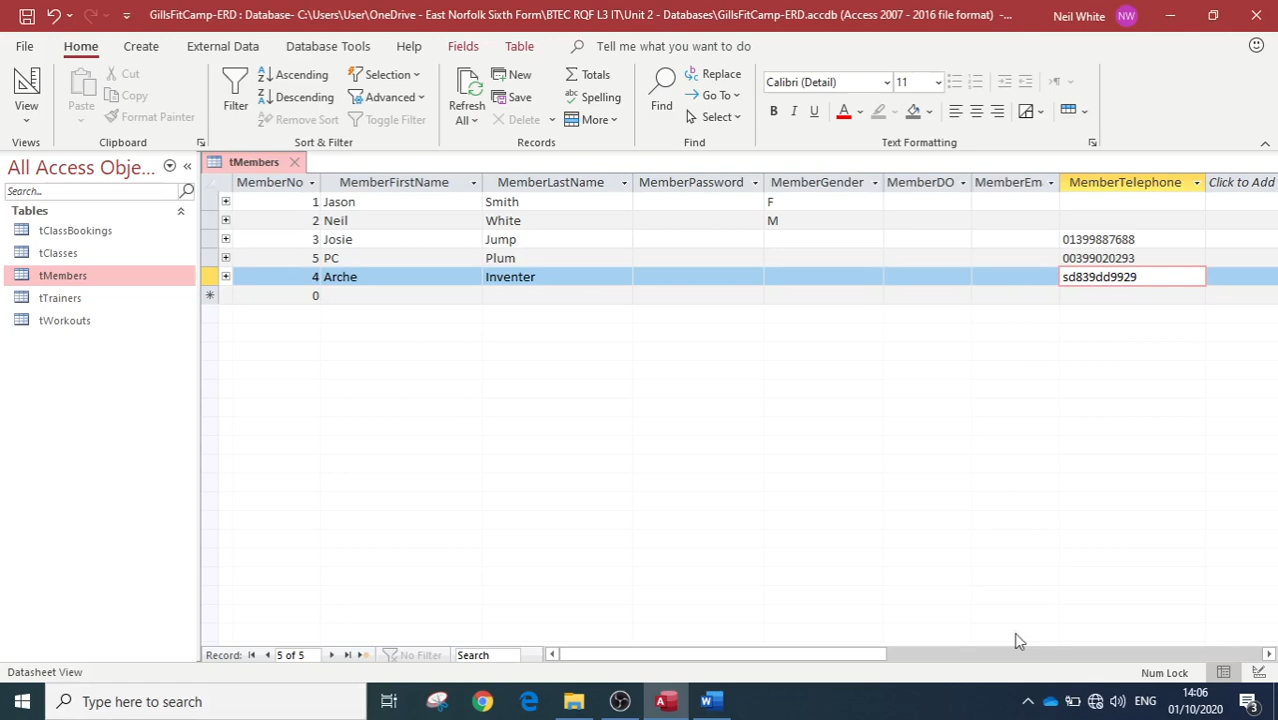 GillsFitCamp-ERD : Database- C:\Users\User\OneDrive - East Norfolk Sixth Form\BTEC RQF L3 IT\Unit 2 - Databases\GillsFitCamp-ERD.accdb (Access 2007 - 2016 file format) -... Neil White NW
File Home Create External Data Database Tools Help Fields Table Tell me what you want to do
View
Views
Paste
Cut
Copy
Format Painter
Clipboard
Filter
Ascending
Descending
Remove Sort
Selection
Advanced
Toggle Filter
Sort & Filter
Refresh All
New
Save
Delete
Totals
Spelling
More
Records
Find
Replace
Go To
Select
Find
Calibri (Detail) 11
B I U A
Text Formatting
All Access Obje...
Search...
Tables
tClassBookings
tClasses
tMembers
tTrainers
tWorkouts
tMembers
MemberNo MemberFirstName MemberLastName MemberPassword MemberGender MemberDO MemberEm MemberTelephone Click to Add
1 Jason Smith F
2 Neil White M
3 Josie Jump 01399887688
5 PC Plum 00399020293
4 Arche Inventer sd839dd9929
0
Record: 5 of 5 No Filter Search
Datasheet View Num Lock
Type here to search
ENG
14:06
01/10/2020
3